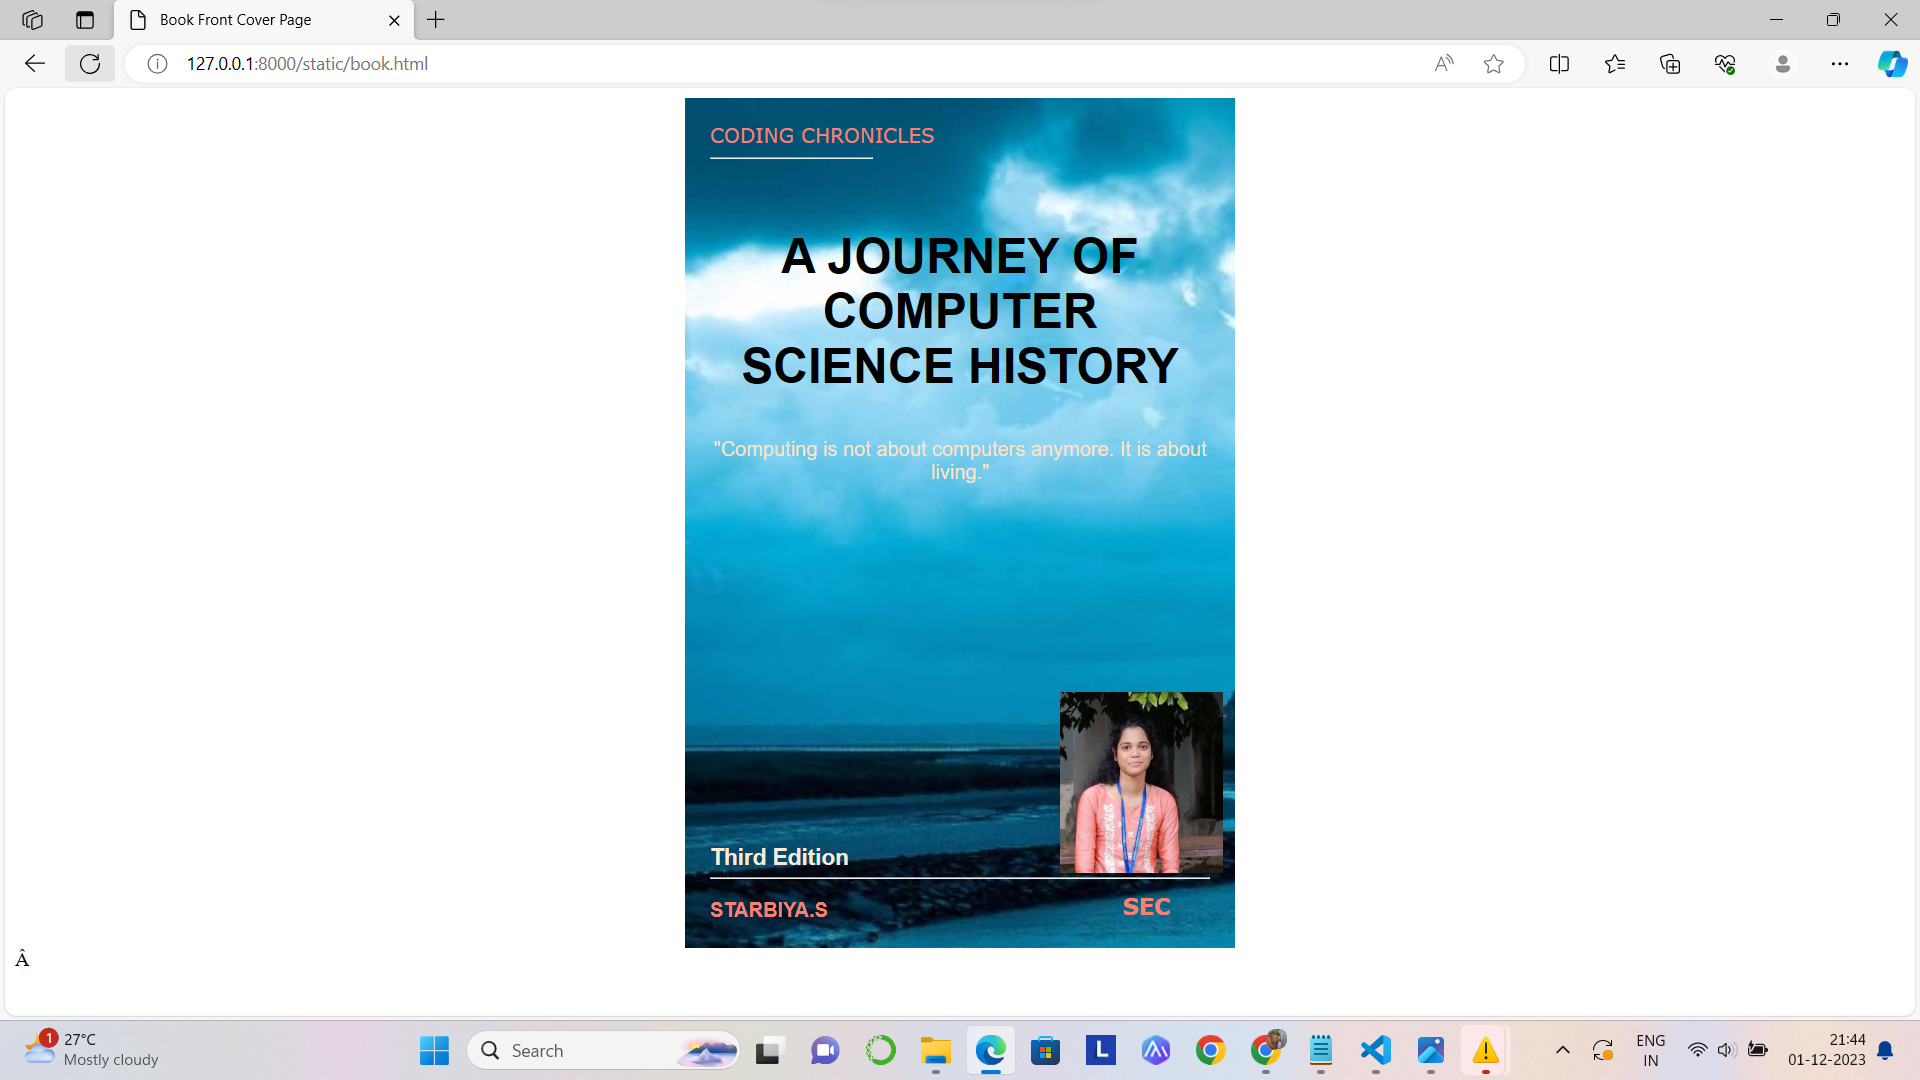 Book Front Cover Page
127.0.0.1:8000/static/book.html
CODING CHRONICLES
A JOURNEY OF
COMPUTER
SCIENCE HISTORY
"Computing is not about computers anymore. It is about
living."
Third Edition
STARBIYA.S
SEC
Â
1
27°C
Mostly cloudy
Search
L
ENG
IN
21:44
01-12-2023